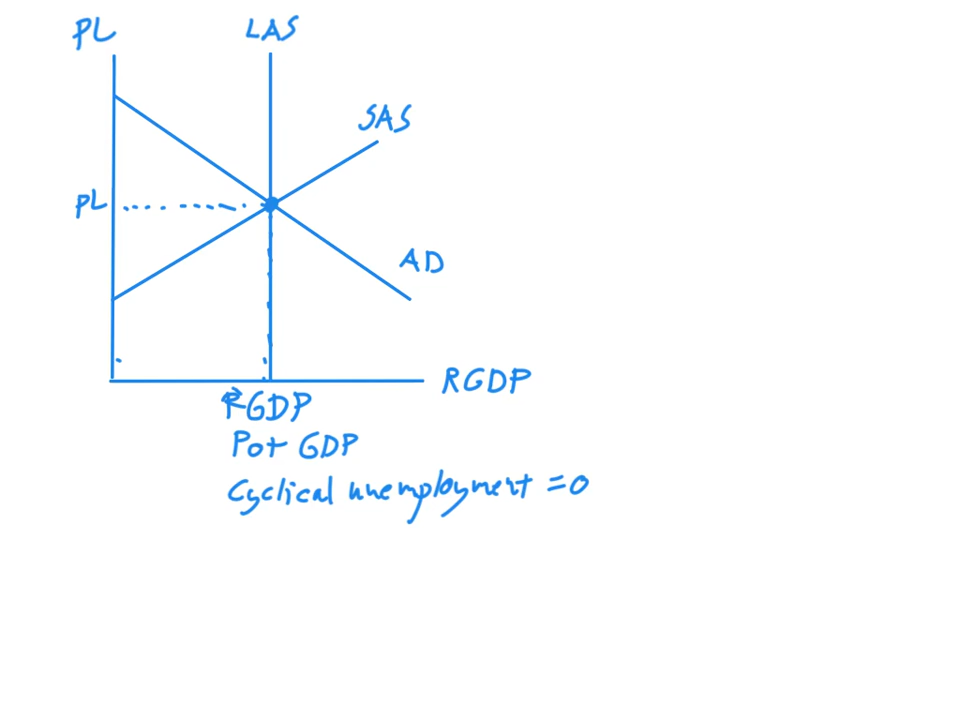 PL
LAS
SAS
PL
AD
RGDP
RGDP
Pot GDP
Cyclical unemployment = 0